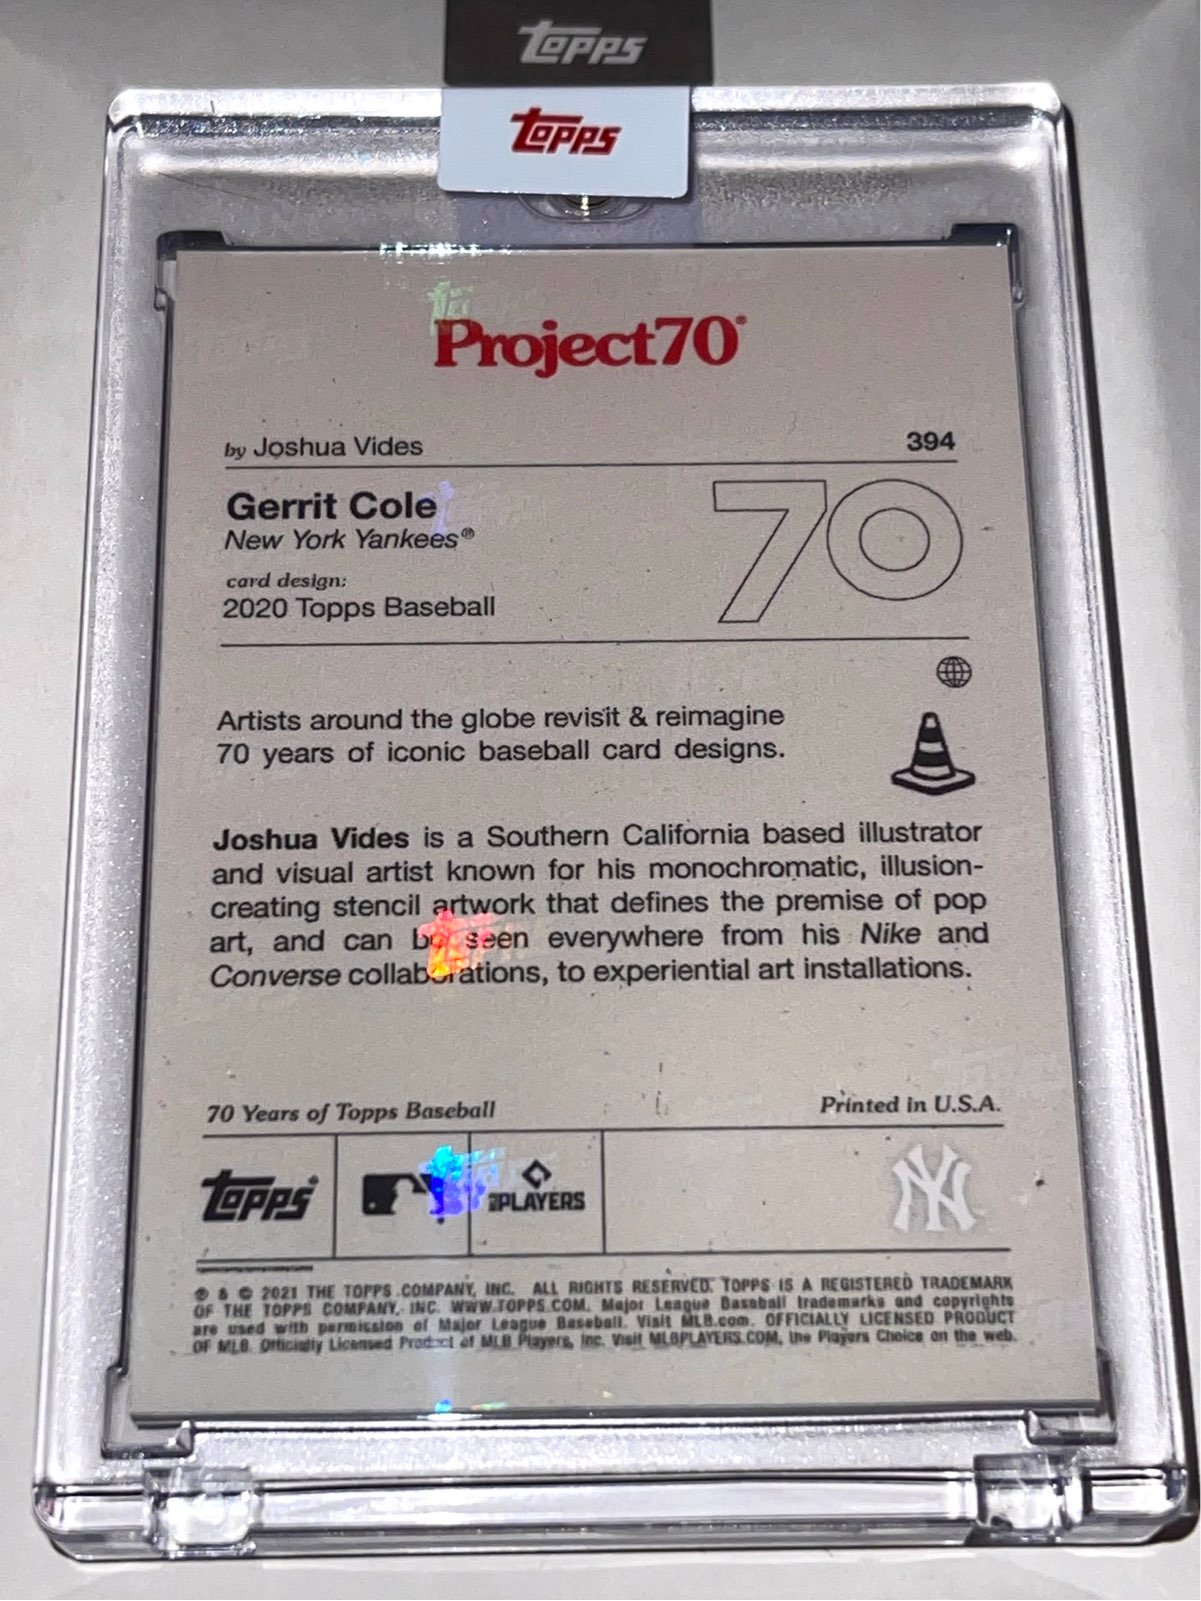 Topps
Topps
Project70®
by Joshua Vides
394
Gerrit Cole
New York Yankees®
card design:
2020 Topps Baseball
70
Artists around the globe revisit & reimagine
70 years of iconic baseball card designs.
Joshua Vides is a Southern California based illustrator
and visual artist known for his monochromatic, illusion-
creating stencil artwork that defines the premise of pop
art, and can be seen everywhere from his Nike and
Converse collaborations, to experiential art installations.
70 Years of Topps Baseball
Printed in U.S.A.
Topps
PLAYERS
NY
® & © 2021 THE TOPPS COMPANY, INC. ALL RIGHTS RESERVED. TOPPS IS A REGISTERED TRADEMARK
OF THE TOPPS COMPANY, INC. WWW.TOPPS.COM. Major League Baseball trademarks and copyrights
are used with permission of Major League Baseball. Visit MLB.com. OFFICIALLY LICENSED PRODUCT
OF MLB. Officially Licensed Product of MLB Players, Inc. Visit MLBPLAYERS.COM, the Players Choice on the web.